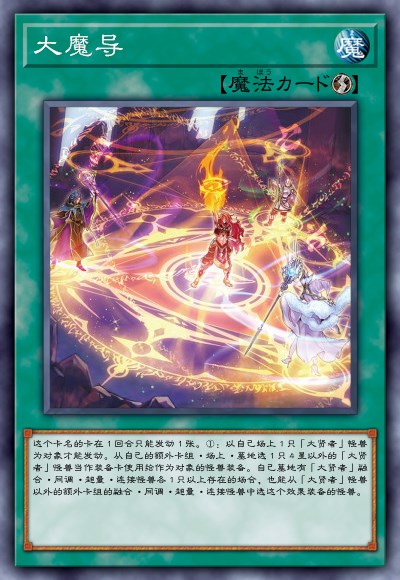 大魔导
魔
【魔法カード】
まほう
这个卡名的卡在1回合只能发动1张。①:以自己场上1只「大贤者」怪兽
为对象才能发动。从自己的额外卡组·场上·墓地选1只4星以外的「大贤
者」怪兽当作装备卡使用给作为对象的怪兽装备。自己墓地有「大贤者」融
合·同调·超量·连接怪兽各1只以上存在的场合,也能从「大贤者」怪兽
以外的额外卡组的融合·同调·超量·连接怪兽中选这个效果装备的怪兽。